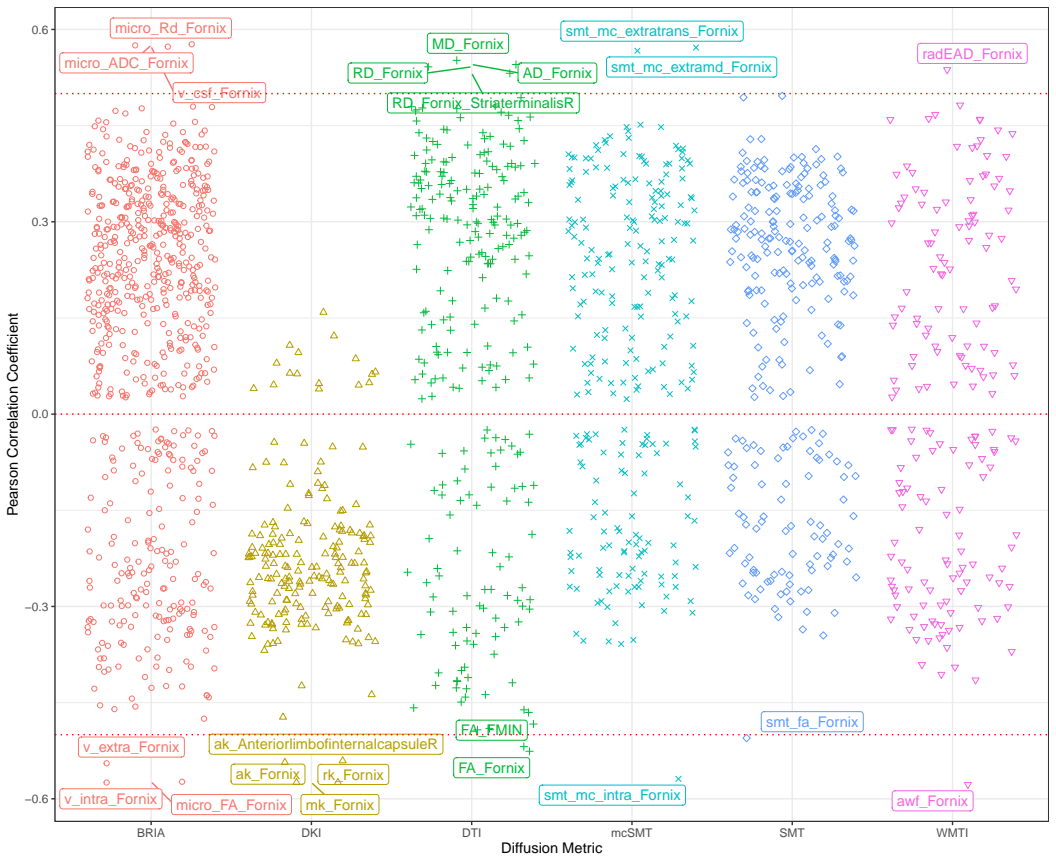 0.6
0.3
0.0
−0.3
−0.6
Pearson Correlation Coefficient
micro_Rd_Fornix
micro_ADC_Fornix
v_csf_Fornix
MD_Fornix
RD_Fornix
AD_Fornix
RD_Fornix_StriaterminalisR
smt_mc_extratrans_Fornix
smt_mc_extramd_Fornix
radEAD_Fornix
v_extra_Fornix
v_intra_Fornix
micro_FA_Fornix
ak_AnteriorlimbofinternalcapsuleR
ak_Fornix
rk_Fornix
mk_Fornix
FA_FMIN
FA_Fornix
smt_mc_intra_Fornix
smt_fa_Fornix
awf_Fornix
BRIA
DKI
DTI
mcSMT
SMT
WMTI
Diffusion Metric